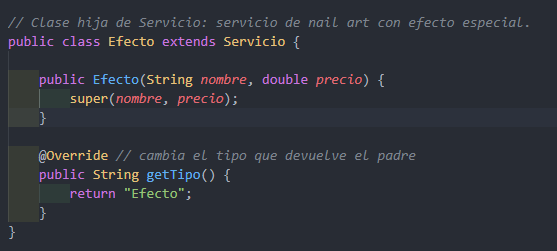 // Clase hija de Servicio: servicio de nail art con efecto especial.
public class Efecto extends Servicio {
public Efecto(String nombre, double precio) {
super(nombre, precio);
}
@Override // cambia el tipo que devuelve el padre
public String getTipo() {
return "Efecto";
}
}